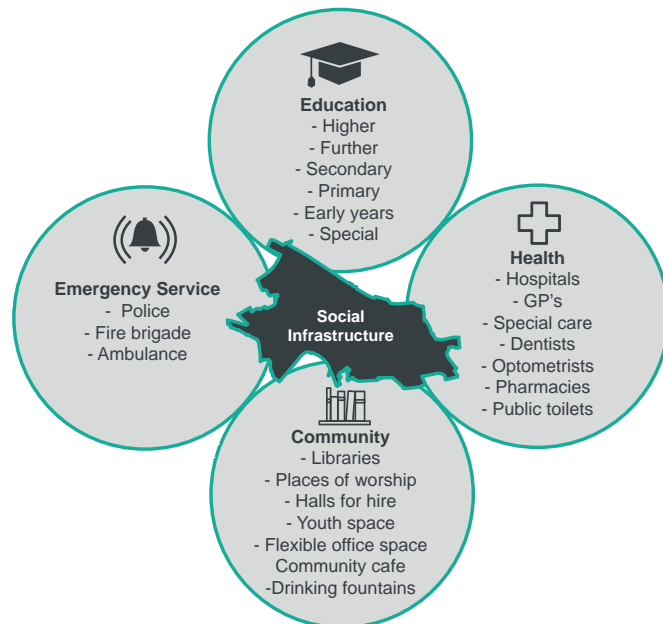 Education
- Higher
- Further
- Secondary
- Primary
- Early years
- Special
Emergency Service
- Police
- Fire brigade
- Ambulance
Social
Infrastructure
Health
- Hospitals
- GP's
- Special care
- Dentists
- Optometrists
- Pharmacies
- Public toilets
Community
- Libraries
- Places of worship
- Halls for hire
- Youth space
- Flexible office space
Community cafe
-Drinking fountains